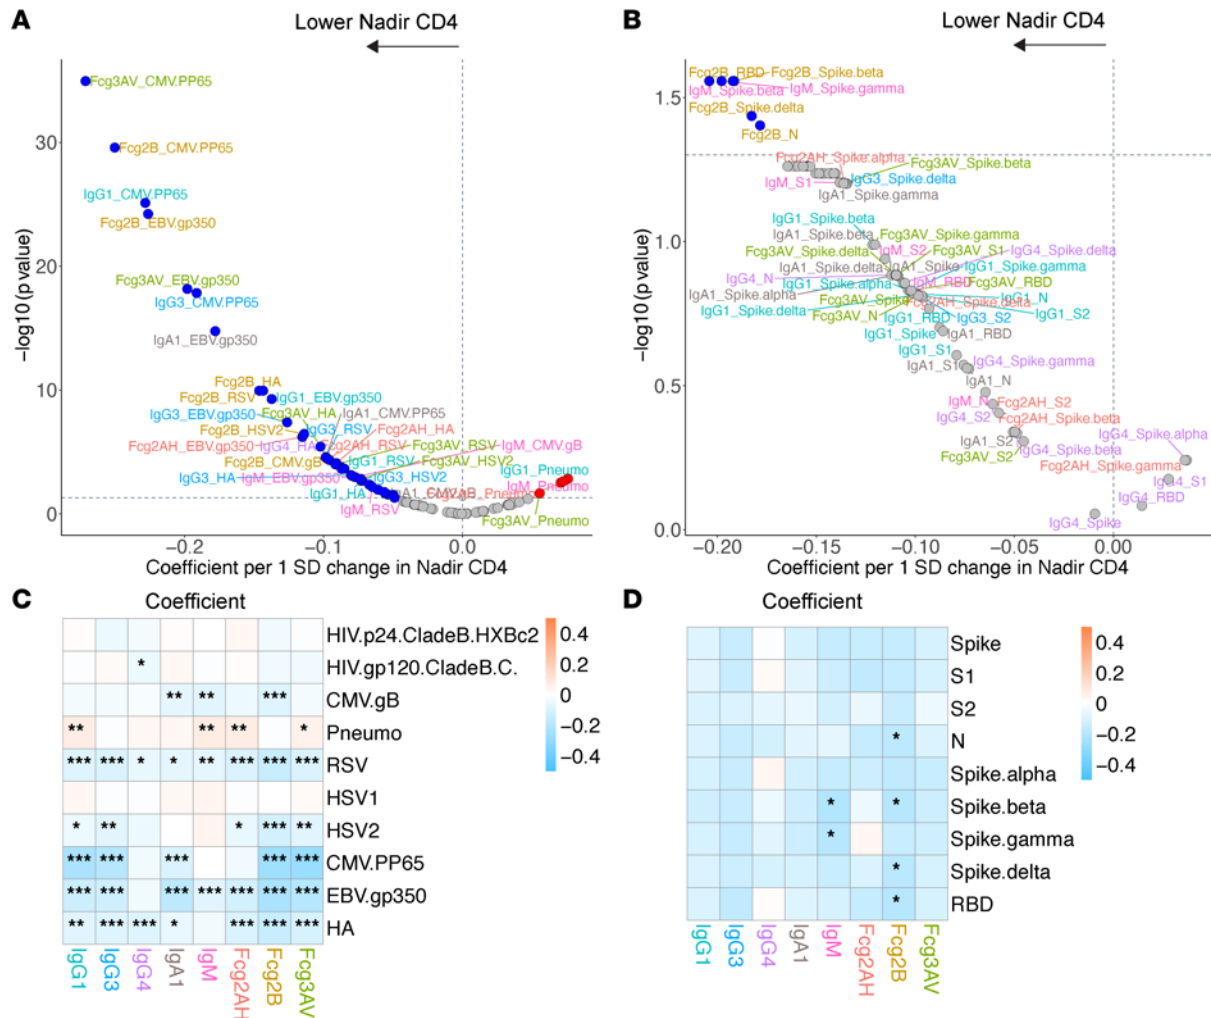 A
Lower Nadir CD4
Fcg3AV_CMV.PP65
Fcg2B_CMV.PP65
IgG1_CMV.PP65
Fcg2B_EBV.gp350
Fcg3AV_EBV.gp350
IgG3_CMV.PP65
IgA1_EBV.gp350
Fcg2B_HA
Fcg2B_RSV
IgG1_EBV.gp350
IgG3_EBV.gp350
Fcg3AV_HA
IgA1_CMV.PP65
Fcg2B_HSV2
IgG3_RSV
Fcg2AH_HA
Fcg2AH_EBV.gp350
IgG4_HA
Fcg2AH_RSV
Fcg3AV_RSV
IgM_CMV.gB
Fcg2B_CMV.gB
IgG1_RSV
Fcg3AV_HSV2
IgG3_HA
IgM_EBV.gp350
IgG3_HSV2
IgG1_Pneumo
IgG1_HA
IgA1_CMV.gB
Fcg2AH_Pneumo
IgM_Pneumo
IgM_RSV
Fcg3AV_Pneumo
30
20
10
0
−log10 (p value)
−0.2
−0.1
0.0
Coefficient per 1 SD change in Nadir CD4
B
Lower Nadir CD4
Fcg2B_RBD
Fcg2B_Spike.beta
IgM_Spike.beta
IgM_Spike.gamma
Fcg2B_Spike.delta
Fcg2B_N
Fcg2AH_Spike.alpha
Fcg3AV_Spike.beta
IgM_S1
IgG3_Spike.delta
IgA1_Spike.gamma
IgG1_Spike.beta
IgA1_Spike.beta
Fcg3AV_Spike.gamma
Fcg3AV_Spike.delta
IgM_S2
Fcg3AV_S1
IgG4_Spike.delta
IgA1_Spike.delta
IgA1_Spike
IgG1_Spike.gamma
IgG4_N
IgG1_Spike.alpha
IgM_RBD
Fcg3AV_RBD
IgA1_Spike.alpha
Fcg3AV_Spike
Fcg2AH_Spike.delta
IgG1_N
IgG1_Spike.delta
Fcg3AV_N
IgG1_RBD
IgG3_S2
IgG1_S2
IgG1_Spike
IgA1_RBD
IgG1_S1
IgA1_S1
IgG4_Spike.gamma
IgA1_N
IgM_N
Fcg2AH_S2
IgG4_S2
Fcg2AH_Spike.beta
IgA1_S2
IgG4_Spike.beta
IgG4_Spike.alpha
Fcg3AV_S2
Fcg2AH_Spike.gamma
IgG4_S1
IgG4_RBD
IgG4_Spike
1.5
1.0
0.5
0.0
−log10 (p value)
−0.20
−0.15
−0.10
−0.05
0.00
Coefficient per 1 SD change in Nadir CD4
C
Coefficient
HIV.p24.CladeB.HXBc2
HIV.gp120.CladeB.C.
*
CMV.gB
** ** ***
Pneumo
** ** ** *
RSV
*** *** * * ** *** *** ***
HSV1
HSV2
* ** * *** **
CMV.PP65
*** *** *** *** ***
EBV.gp350
*** *** *** *** *** *** ***
HA
** *** *** * *** *** ***
IgG1
IgG3
IgG4
IgA1
IgM
Fcg2AH
Fcg2B
Fcg3AV
0.4
0.2
0
−0.2
−0.4
D
Coefficient
Spike
S1
S2
N
*
Spike.alpha
Spike.beta
* *
Spike.gamma
*
Spike.delta
*
RBD
*
IgG1
IgG3
IgG4
IgA1
IgM
Fcg2AH
Fcg2B
Fcg3AV
0.4
0.2
0
−0.2
−0.4